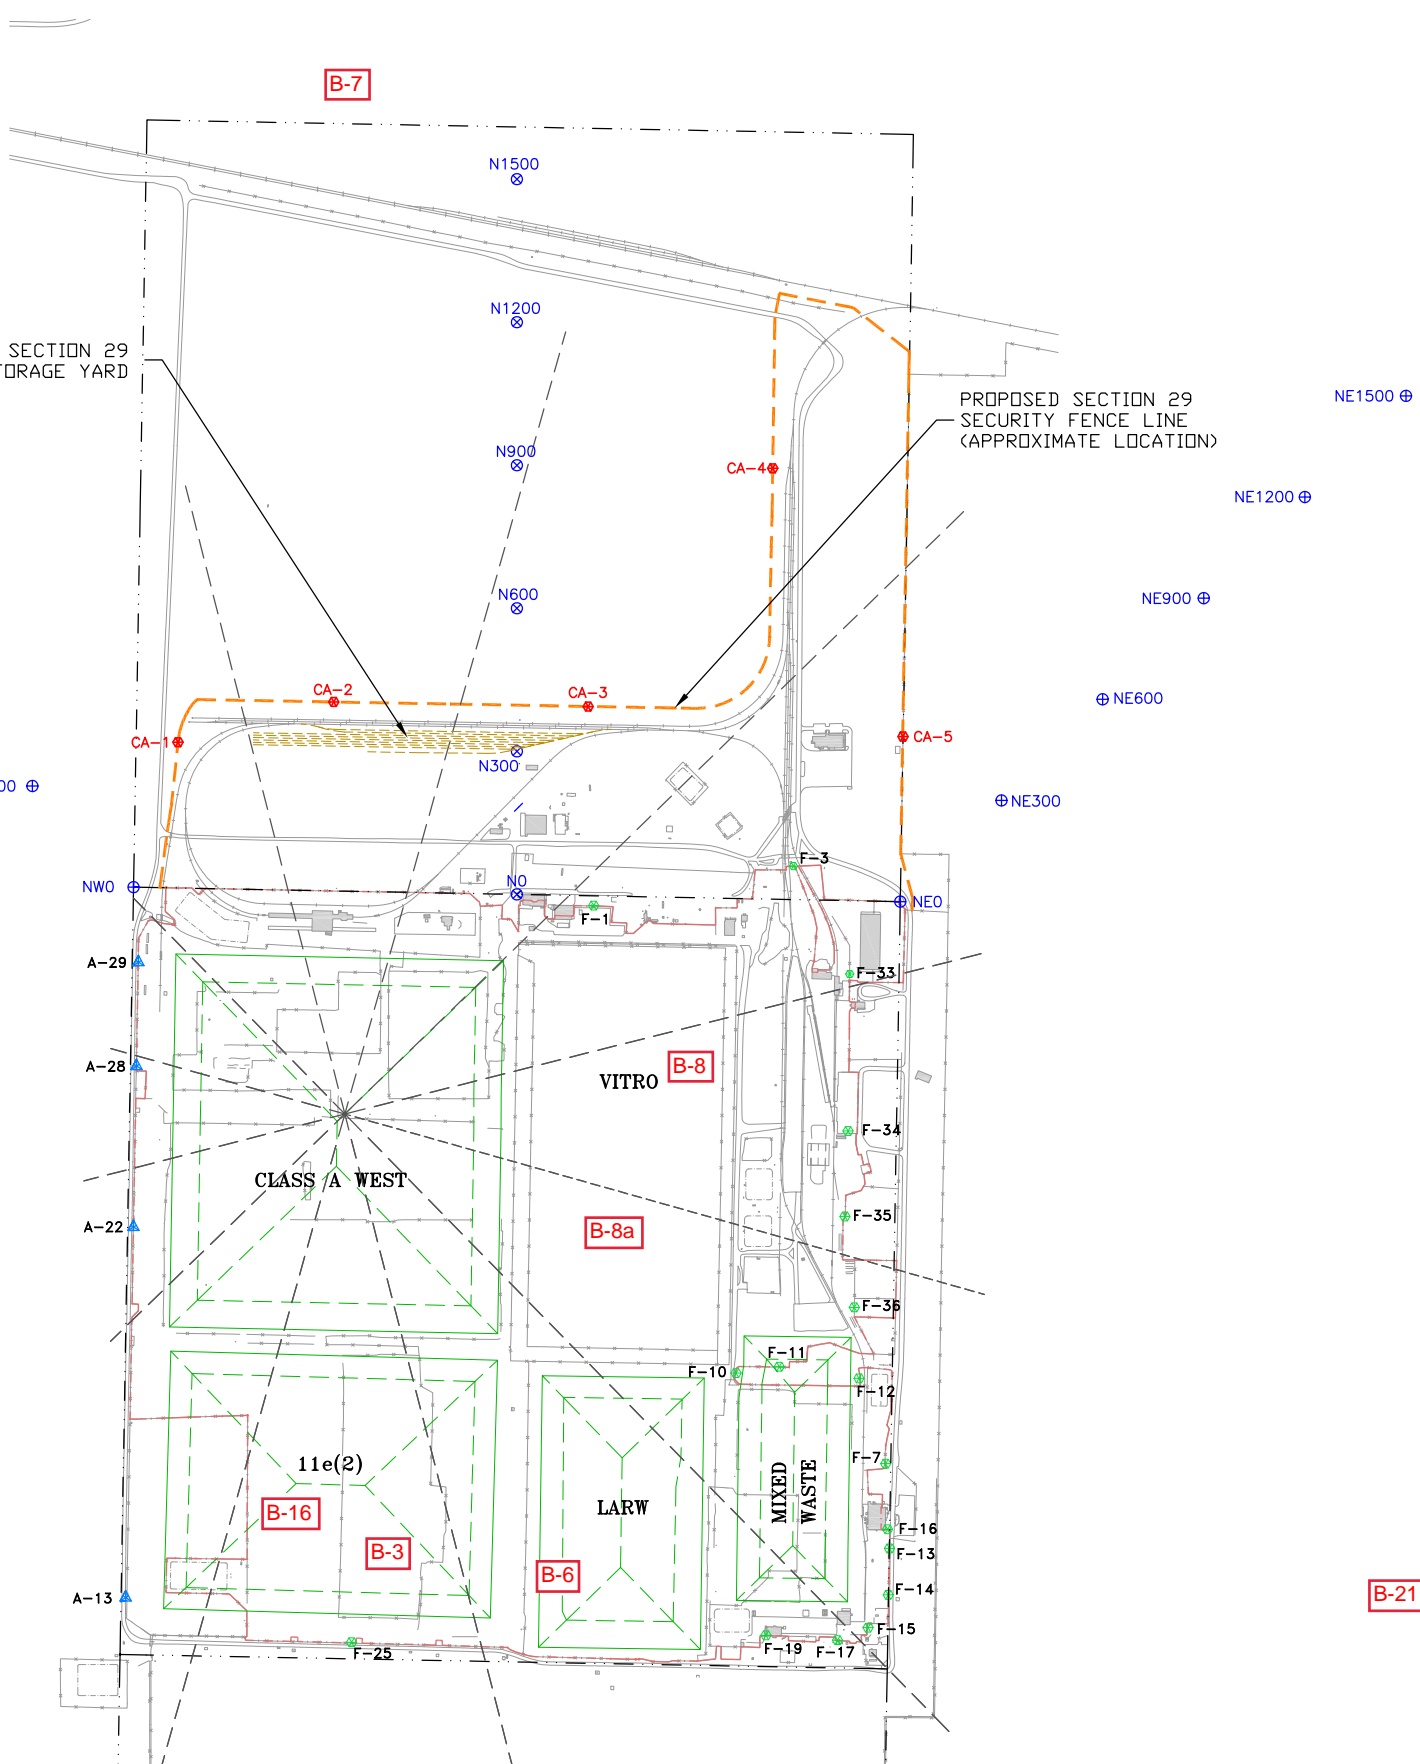 B-7
N1500
N1200
SECTION 29
YARD
PROPOSED SECTION 29
SECURITY FENCE LINE
(APPROXIMATE LOCATION)
NE1500
N900
CA-4
NE1200
N600
NE900
CA-2
CA-3
NE600
CA-1
CA-5
N300
NE300
F-3
NW0
N0
NE0
F-1
A-29
F-33
A-28
B-8
VITRO
F-34
CLASS A WEST
A-22
B-8a
F-35
F-36
F-11
F-10
F-12
11e(2)
F-7
MIXED
WASTE
LARW
B-16
F-16
B-3
F-13
B-6
A-13
F-14
B-21
F-15
F-25
F-19
F-17